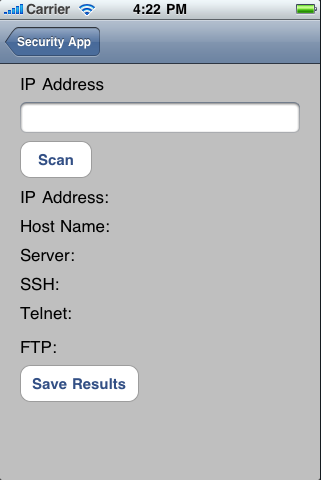 Carrier 4:22 PM
Security App
IP Address
Scan
IP Address:
Host Name:
Server:
SSH:
Telnet:
FTP:
Save Results